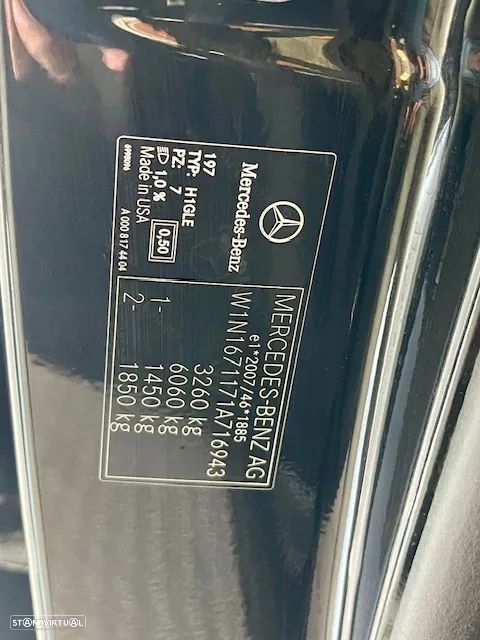 MERCEDES-BENZ AG
e1*2007/46*1885
W1N1671171A716943
3260 kg
6060 kg
1- 1450 kg
2- 1850 kg
Mercedes-Benz
197
TYP: H1GLE
PZ: 7
1,0 % 0,50
Made in USA
A 000 817 44 04
STANDVIRTUAL